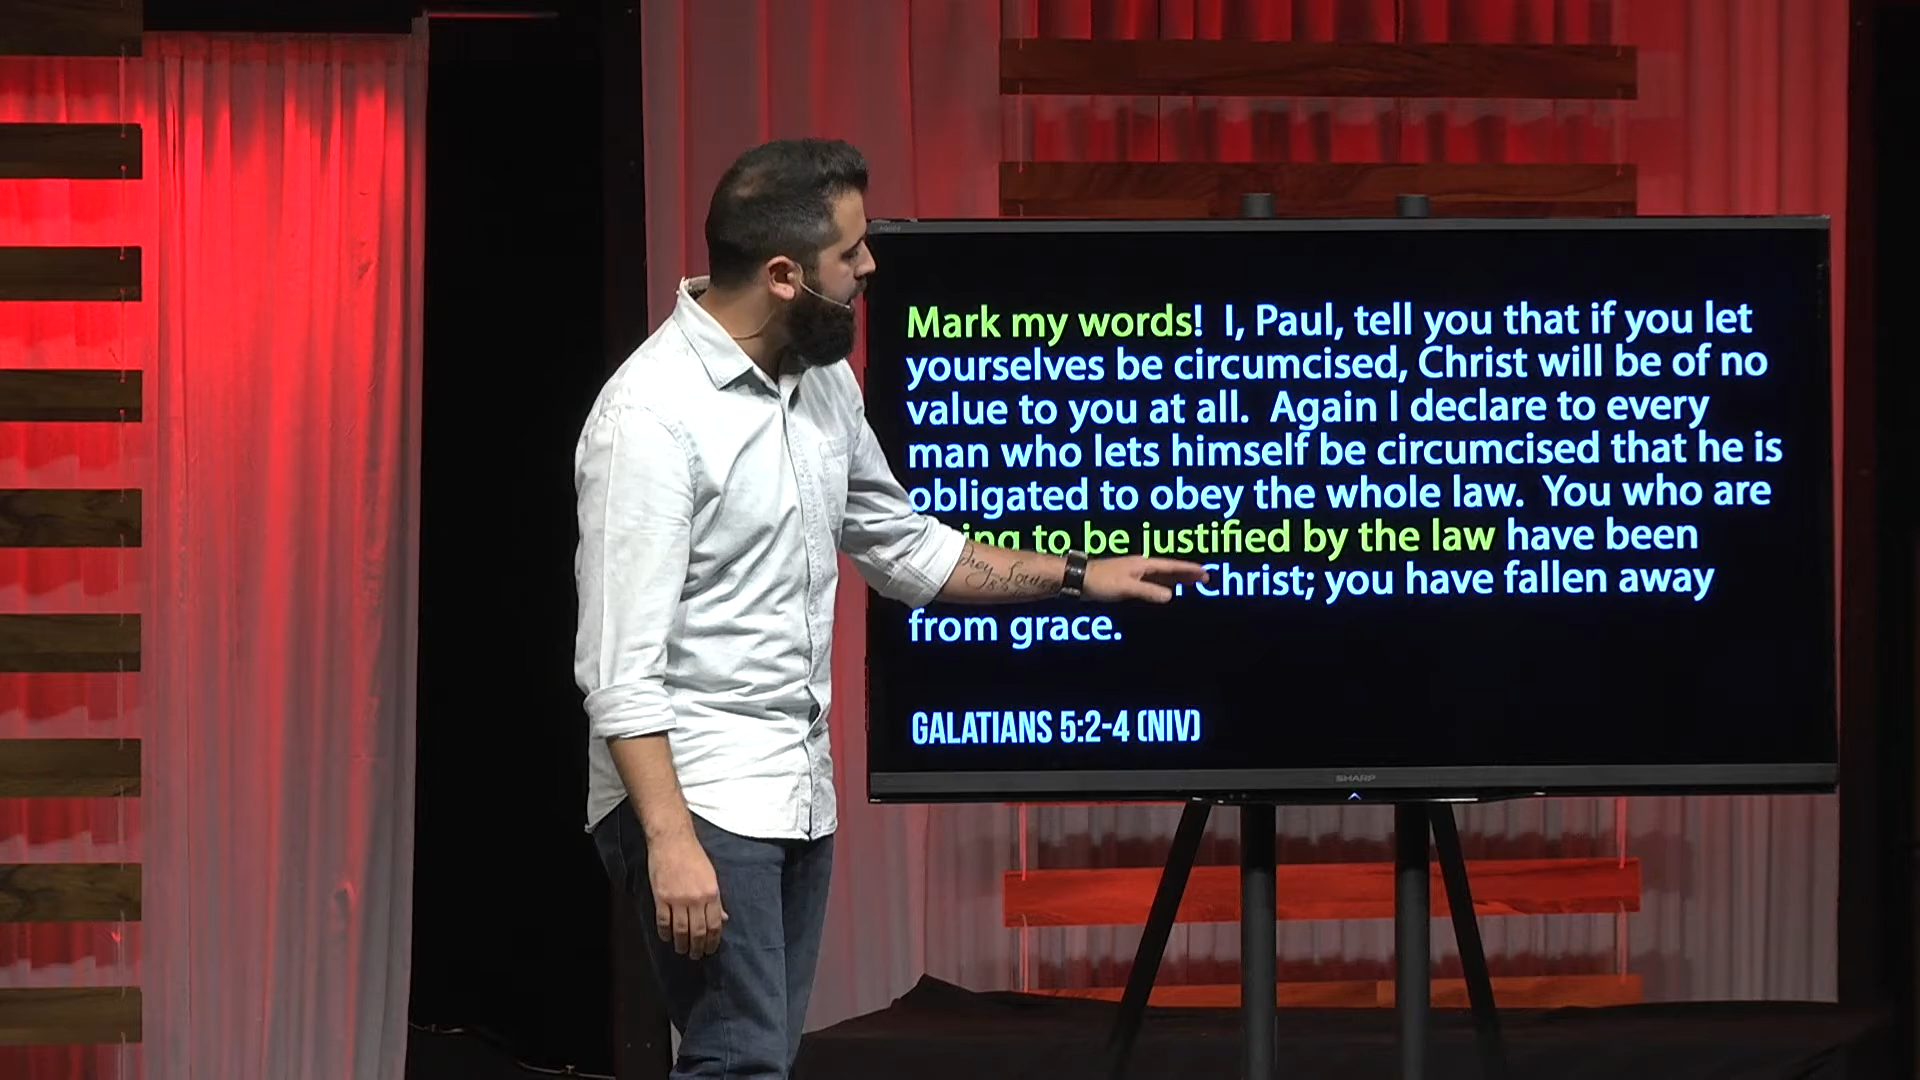 Mark my words! I, Paul, tell you that if you let
yourselves be circumcised, Christ will be of no
value to you at all. Again I declare to every
man who lets himself be circumcised that he is
obligated to obey the whole law. You who are
to be justified by the law have been
Christ; you have fallen away
from grace.
GALATIANS 5:2-4 (NIV)
SHARP